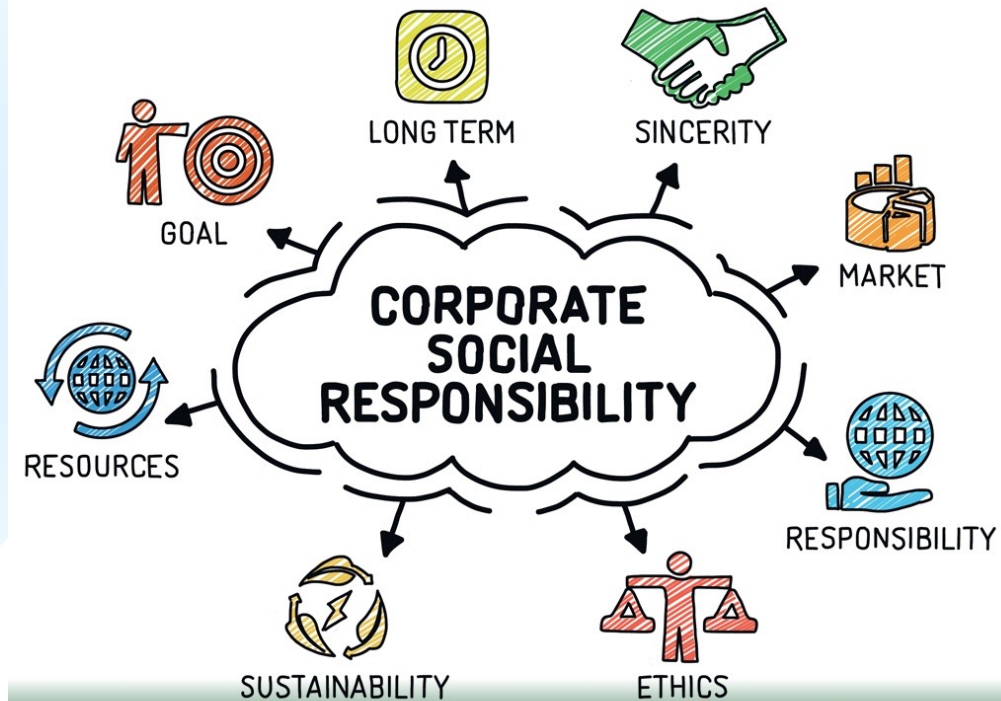 LONG TERM
SINCERITY
GOAL
MARKET
CORPORATE
SOCIAL
RESPONSIBILITY
RESOURCES
RESPONSIBILITY
SUSTAINABILITY
ETHICS